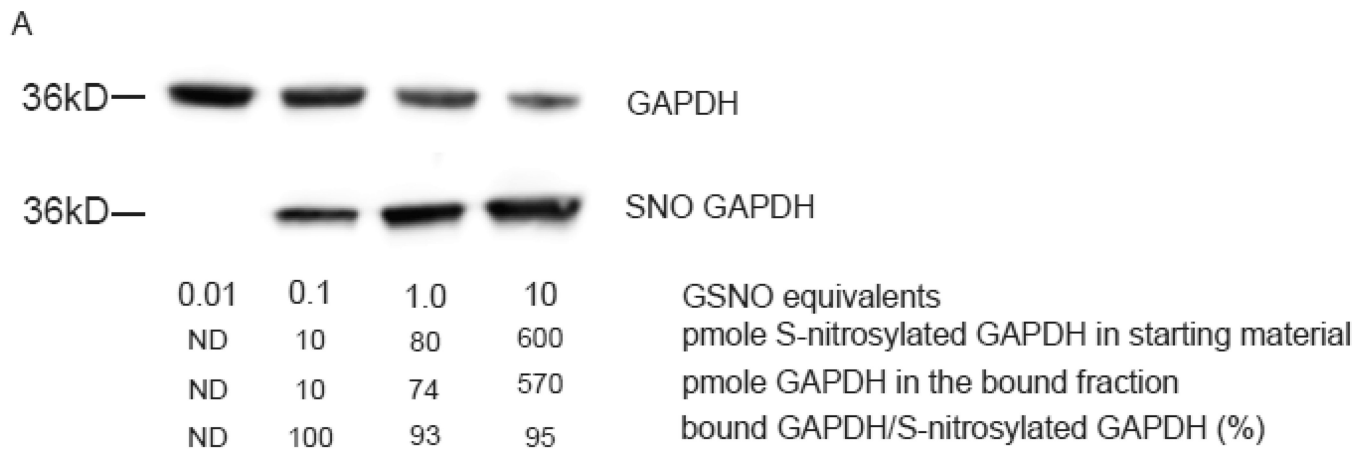 A
36kD— GAPDH
36kD— SNO GAPDH
0.01 0.1 1.0 10 GSNO equivalents
ND 10 80 600 pmole S-nitrosylated GAPDH in starting material
ND 10 74 570 pmole GAPDH in the bound fraction
ND 100 93 95 bound GAPDH/S-nitrosylated GAPDH (%)